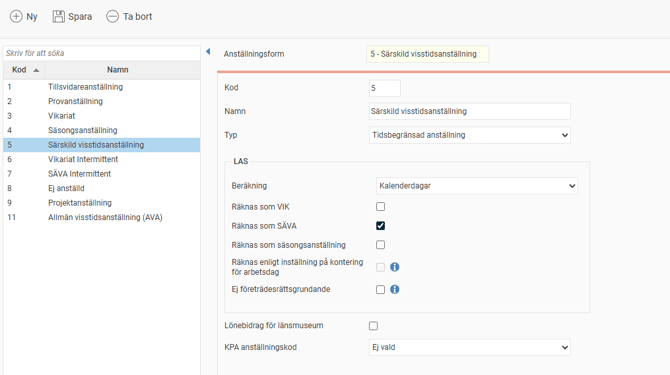 Ny Spara Ta bort
Skriv för att söka
Kod Namn
1 Tillsvidareanställning
2 Provanställning
3 Vikariat
4 Säsongsanställning
5 Särskild visstidsanställning
6 Vikariat Intermittent
7 SÄVA Intermittent
8 Ej anställd
9 Projektanställning
11 Allmän visstidsanställning (AVA)
Anställningsform 5 - Särskild visstidsanställning
Kod 5
Namn Särskild visstidsanställning
Typ Tidsbegränsad anställning
LAS
Beräkning Kalenderdagar
Räknas som VIK
Räknas som SÄVA
Räknas som säsongsanställning
Räknas enligt inställning på kontering
för arbetsdag
Ej företrädesrättsgrundande
Lönebidrag för länsmuseum
KPA anställningskod Ej vald